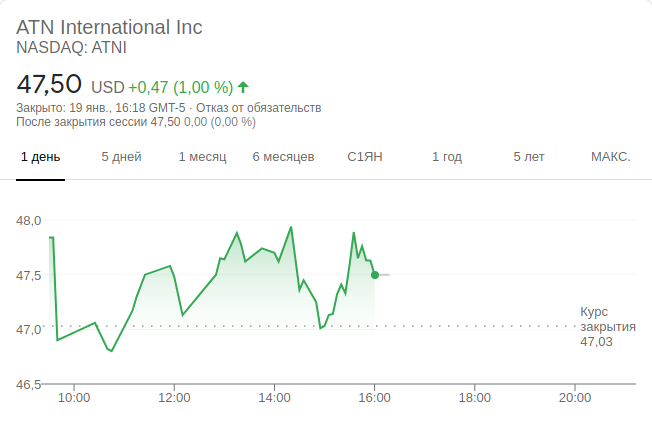 ATN International Inc
NASDAQ: ATNI
47,50 USD +0,47 (1,00 %)
Закрыто: 19 янв., 16:18 GMT-5 · Отказ от обязательств
После закрытия сессии 47,50 0,00 (0,00 %)
1 день 5 дней 1 месяц 6 месяцев С1ЯН 1 год 5 лет МАКС.
48,0
47,5
47,0
Курс
закрытия
47,03
46,5
10:00 12:00 14:00 16:00 18:00 20:00